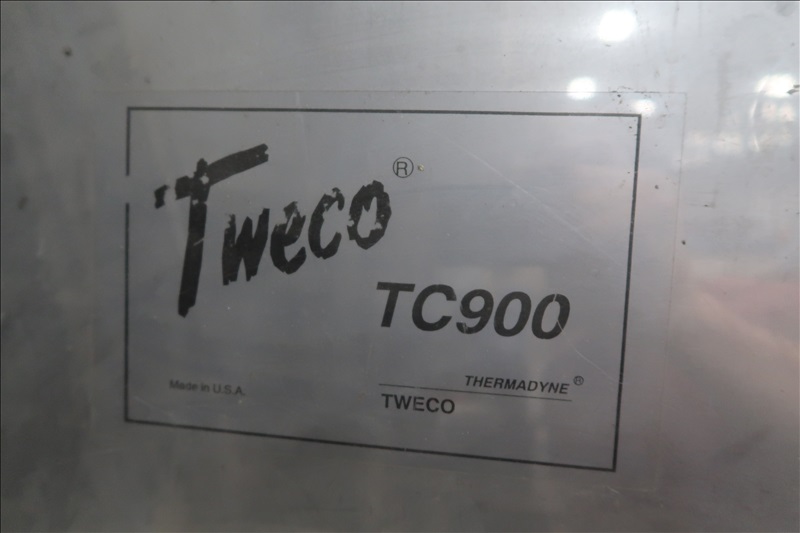 Tweco®
TC900
Made in U.S.A.
THERMADYNE®
TWECO